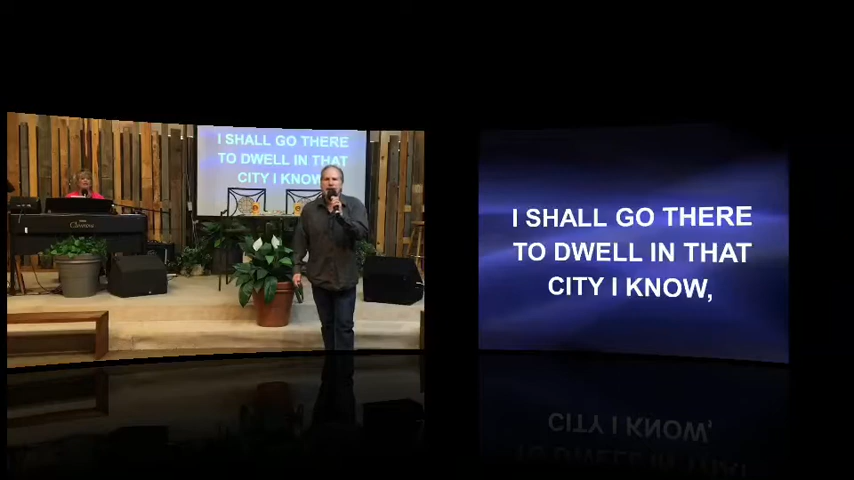 I SHALL GO THERE
TO DWELL IN THAT
CITY I KNOW,
I SHALL GO THERE
TO DWELL IN THAT
CITY I KNOW,